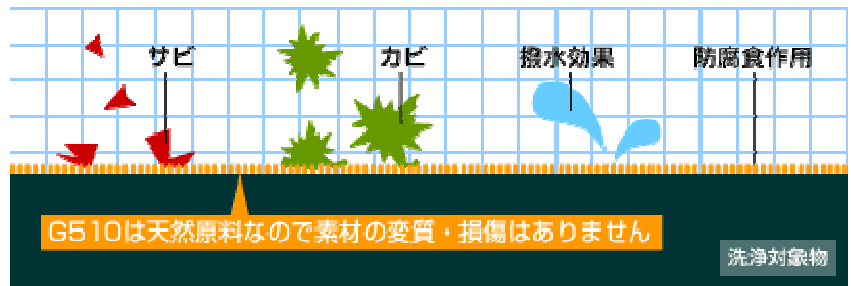 サビ
カビ
撥水効果
防腐食作用
G510は天然原料なので素材の変質・損傷はありません
洗浄対象物